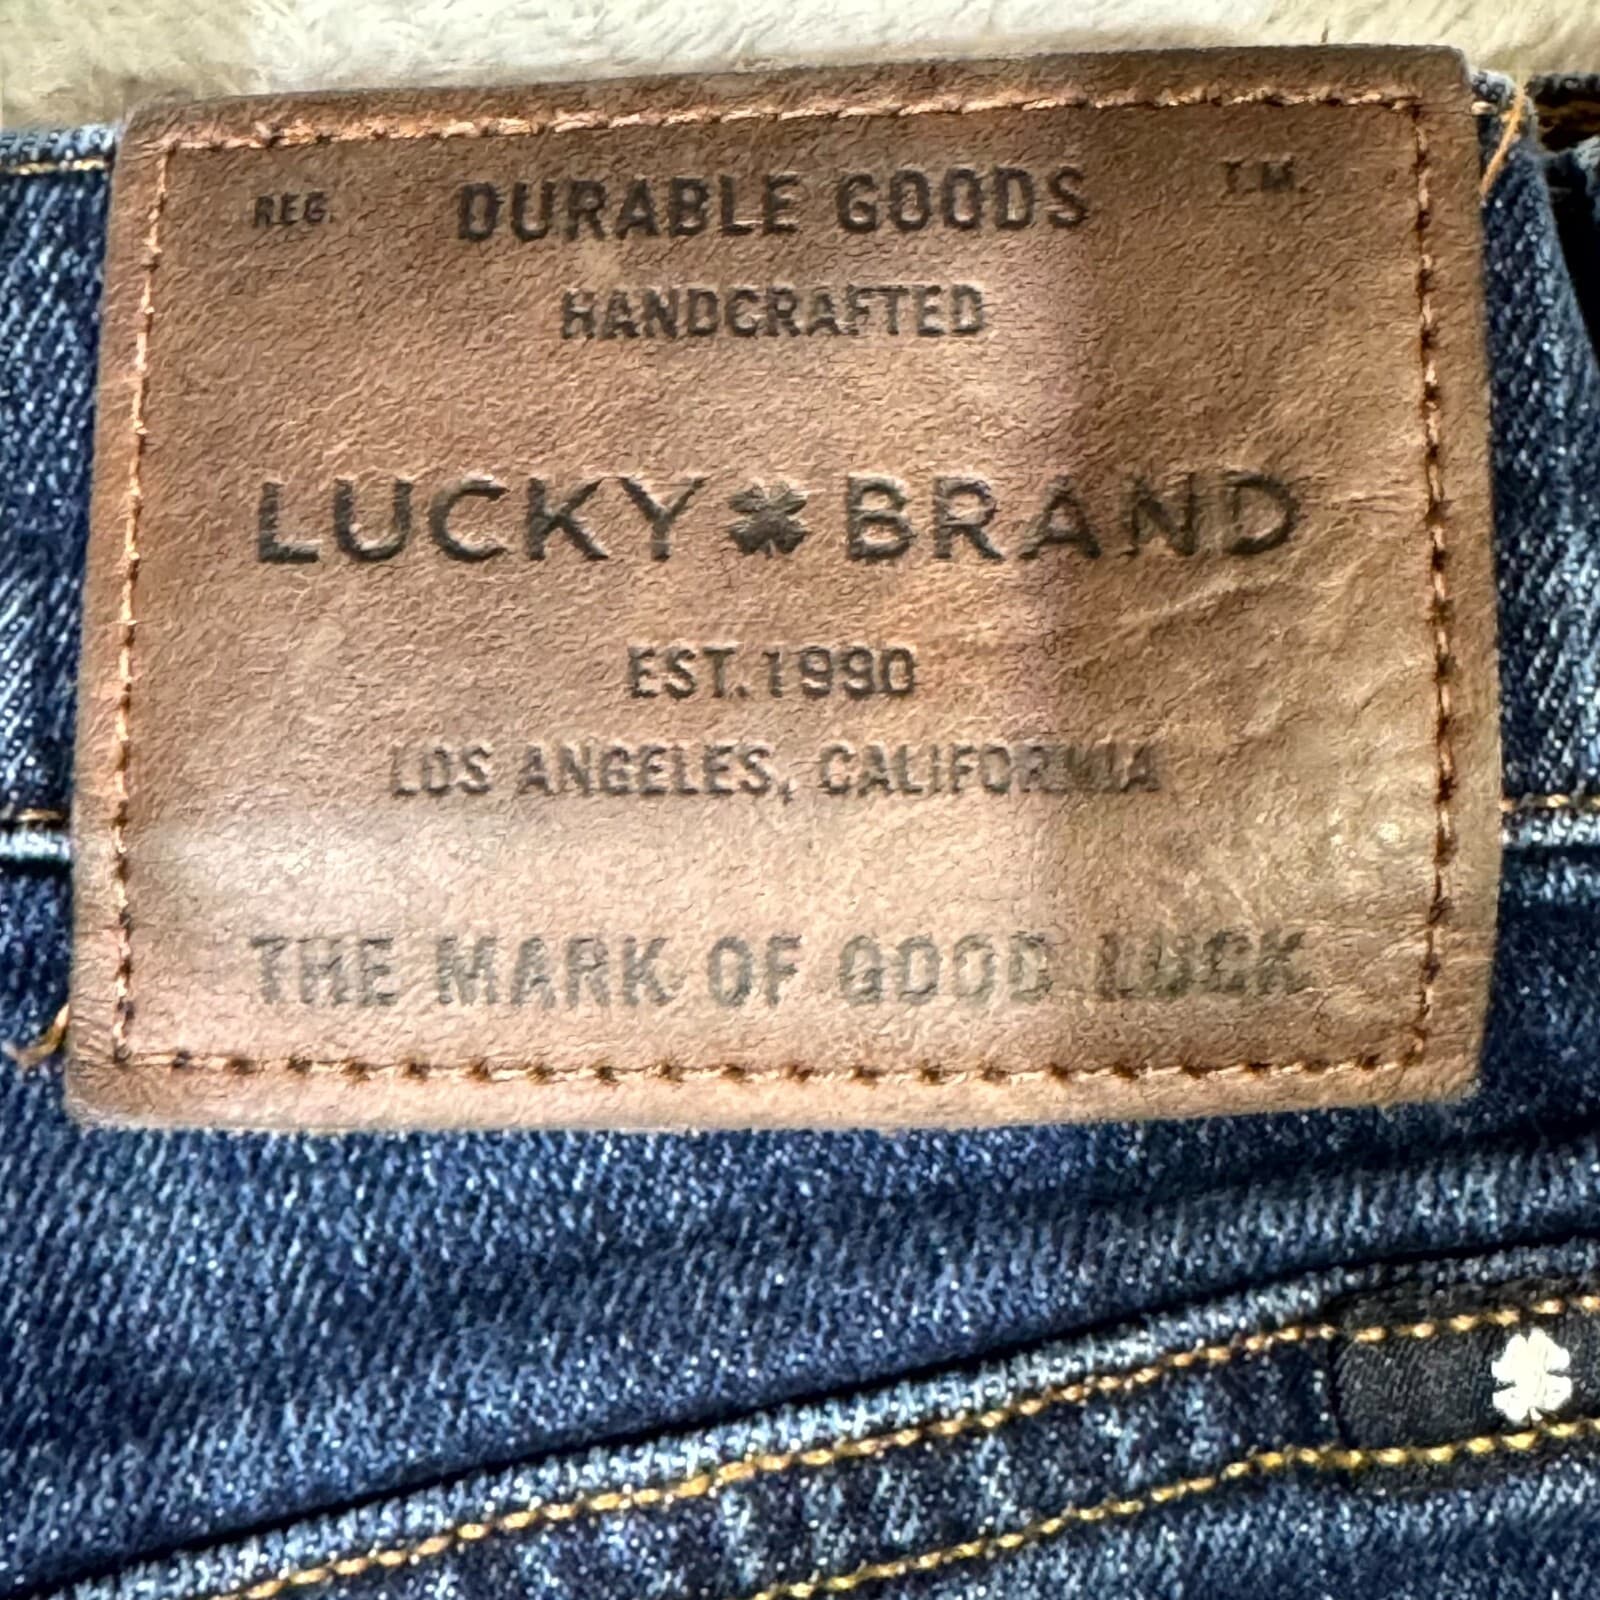 REG. DURABLE GOODS T.M.
HANDCRAFTED
LUCKY BRAND
EST. 1990
LOS ANGELES, CALIFORNIA
THE MARK OF GOOD LUCK